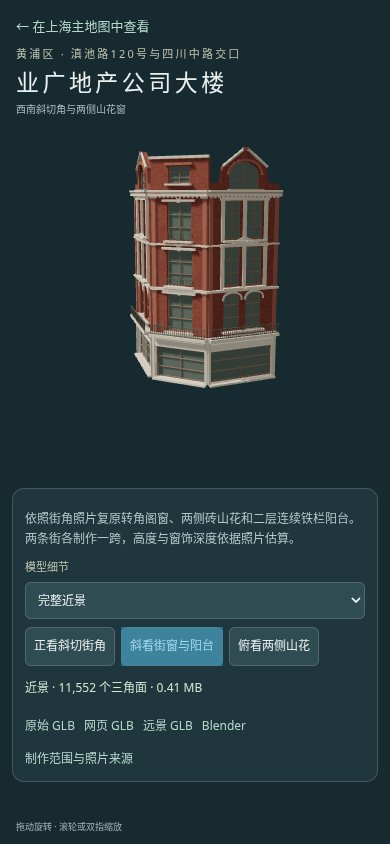 ← 在上海主地图中查看
黄浦区 · 滇池路120号与四川中路交口
业广地产公司大楼
西南斜切角与两侧山花窗
依照街角照片复原转角阁窗、两侧砖山花和二层连续铁栏阳台。
两条街各制作一跨，高度与窗饰深度依据照片估算。
模型细节
完整近景
正看斜切街角 斜看街窗与阳台 俯看两侧山花
近景 · 11,552 个三角面 · 0.41 MB
原始 GLB 网页 GLB 远景 GLB Blender
制作范围与照片来源
拖动旋转 · 滚轮或双指缩放